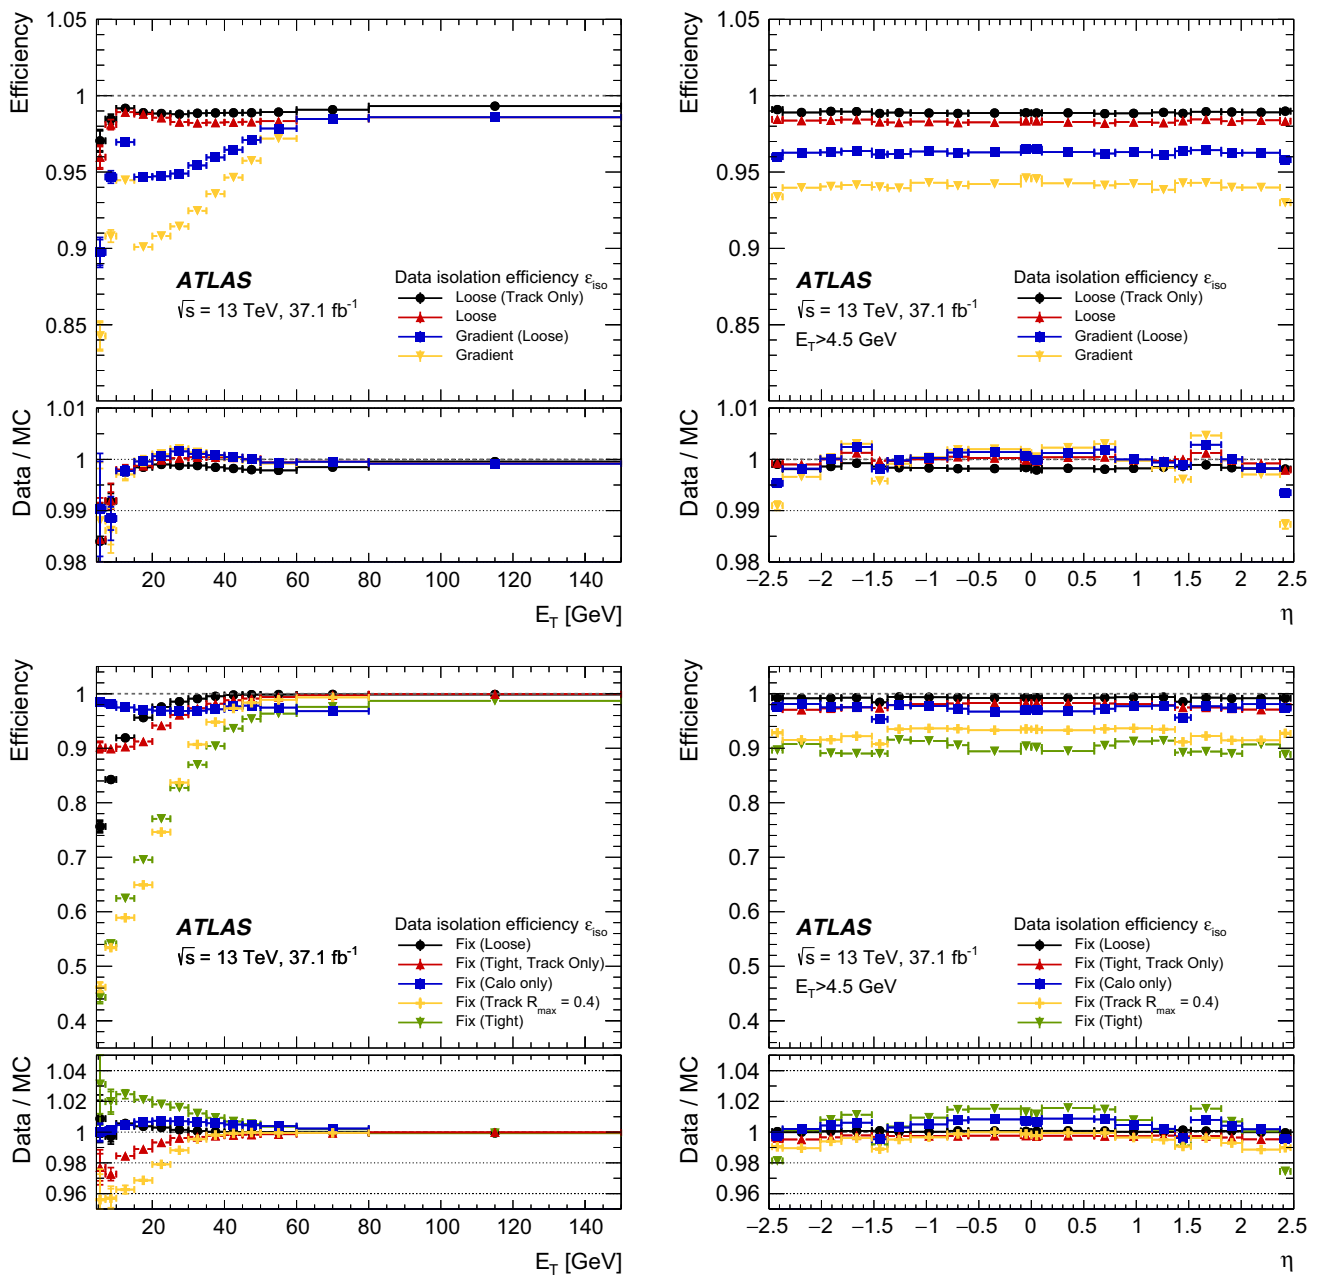 Efficiency
1.05
1
0.95
0.9
0.85
ATLAS
√s = 13 TeV, 37.1 fb⁻¹
Data isolation efficiency ε_iso
Loose (Track Only)
Loose
Gradient (Loose)
Gradient
Data / MC
1.01
1
0.99
0.98
20 40 60 80 100 120 140
E_T [GeV]
Efficiency
1.05
1
0.95
0.9
0.85
ATLAS
√s = 13 TeV, 37.1 fb⁻¹
E_T>4.5 GeV
Data isolation efficiency ε_iso
Loose (Track Only)
Loose
Gradient (Loose)
Gradient
Data / MC
1.01
1
0.99
0.98
−2.5 −2 −1.5 −1 −0.5 0 0.5 1 1.5 2 2.5
η
Efficiency
1
0.9
0.8
0.7
0.6
0.5
0.4
ATLAS
√s = 13 TeV, 37.1 fb⁻¹
Data isolation efficiency ε_iso
Fix (Loose)
Fix (Tight, Track Only)
Fix (Calo only)
Fix (Track R_max = 0.4)
Fix (Tight)
Data / MC
1.04
1.02
1
0.98
0.96
20 40 60 80 100 120 140
E_T [GeV]
Efficiency
1
0.9
0.8
0.7
0.6
0.5
0.4
ATLAS
√s = 13 TeV, 37.1 fb⁻¹
E_T>4.5 GeV
Data isolation efficiency ε_iso
Fix (Loose)
Fix (Tight, Track Only)
Fix (Calo only)
Fix (Track R_max = 0.4)
Fix (Tight)
Data / MC
1.04
1.02
1
0.98
0.96
−2.5 −2 −1.5 −1 −0.5 0 0.5 1 1.5 2 2.5
η